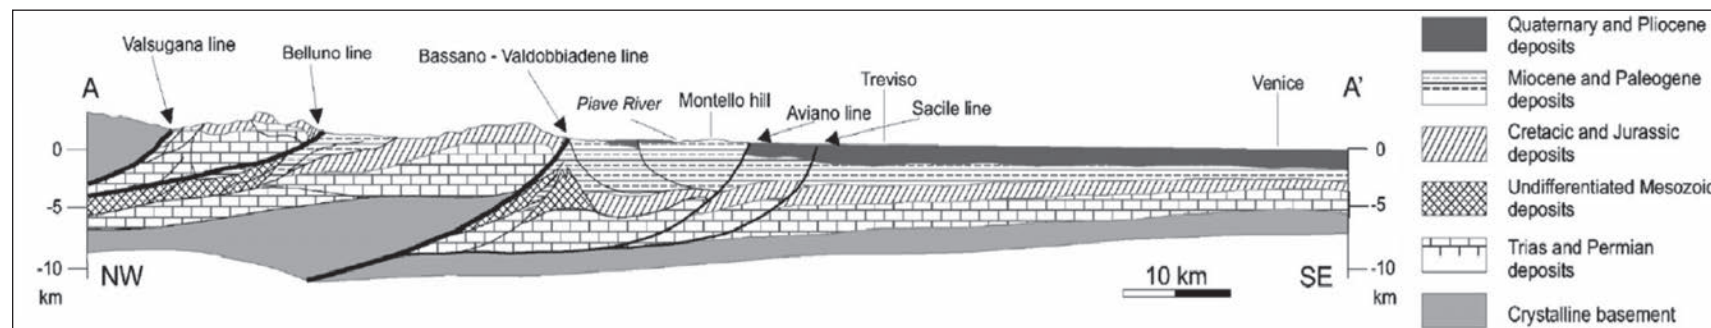 Valsugana line
Belluno line
Bassano - Valdobbiadene line
Piave River
Montello hill
Treviso
Aviano line
Sacile line
Venice
A
A'
0
-5
-10
km
NW
0
-5
-10
km
SE
10 km
Quaternary and Pliocene
deposits
Miocene and Paleogene
deposits
Cretacic and Jurassic
deposits
Undifferentiated Mesozoic
deposits
Trias and Permian
deposits
Crystalline basement